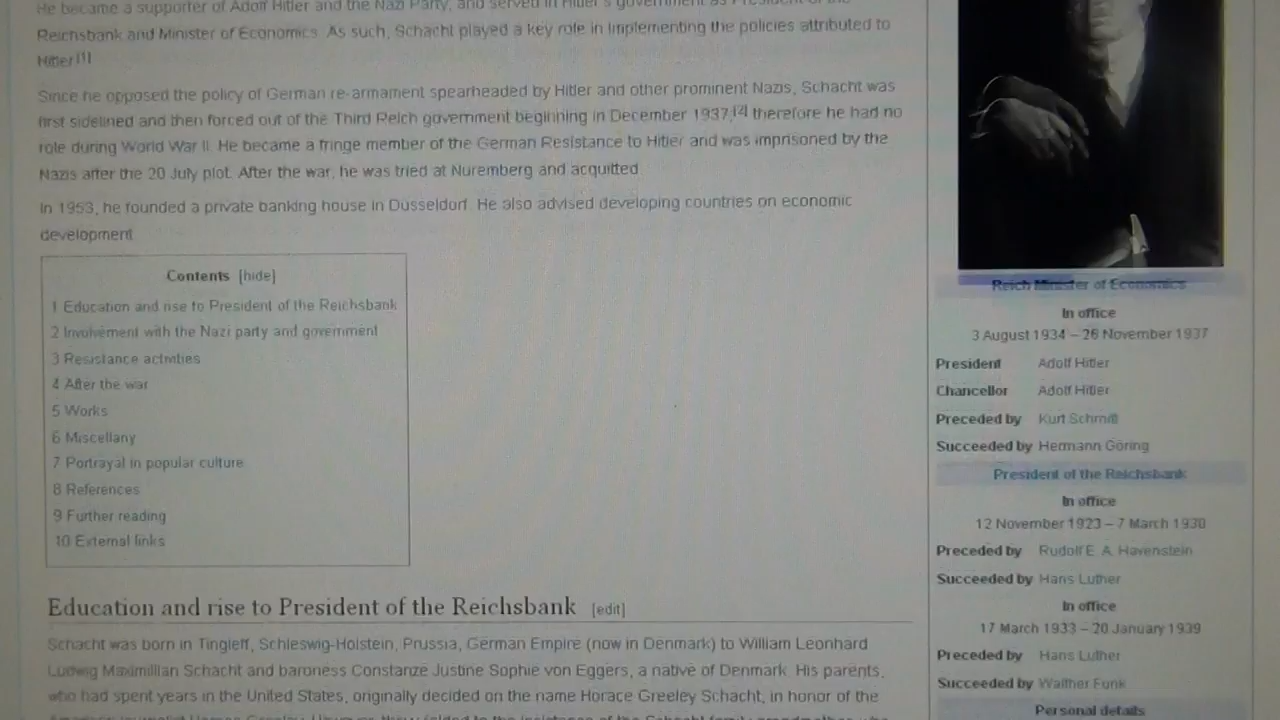 He became a supporter of Adolf Hitler and the Nazi Party, and served in Hitler's government as President of the
Reichsbank and Minister of Economics. As such, Schacht played a key role in implementing the policies attributed to
Hitler.[1]
Since he opposed the policy of German re-armament spearheaded by Hitler and other prominent Nazis, Schacht was
first sidelined and then forced out of the Third Reich government beginning in December 1937,[2] therefore he had no
role during World War II. He became a fringe member of the German Resistance to Hitler and was imprisoned by the
Nazis after the 20 July plot. After the war, he was tried at Nuremberg and acquitted.
In 1953, he founded a private banking house in Düsseldorf. He also advised developing countries on economic
development.
Contents [hide]
1 Education and rise to President of the Reichsbank
2 Involvement with the Nazi party and government
3 Resistance activities
4 After the war
5 Works
6 Miscellany
7 Portrayal in popular culture
8 References
9 Further reading
10 External links
Education and rise to President of the Reichsbank [edit]
Schacht was born in Tingleff, Schleswig-Holstein, Prussia, German Empire (now in Denmark) to William Leonhard
Ludwig Maximillian Schacht and baroness Constanze Justine Sophie von Eggers, a native of Denmark. His parents,
who had spent years in the United States, originally decided on the name Horace Greeley Schacht, in honor of the
Reich Minister of Economics
In office
3 August 1934 – 26 November 1937
President Adolf Hitler
Chancellor Adolf Hitler
Preceded by Kurt Schmitt
Succeeded by Hermann Göring
President of the Reichsbank
In office
12 November 1923 – 7 March 1930
Preceded by Rudolf E. A. Havenstein
Succeeded by Hans Luther
In office
17 March 1933 – 20 January 1939
Preceded by Hans Luther
Succeeded by Walther Funk
Personal details